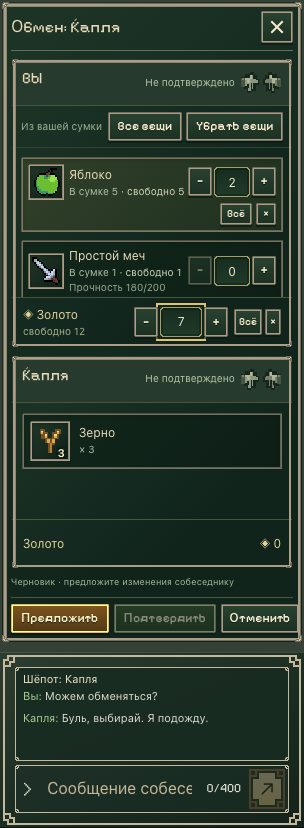 Обмен: Капля
×
Вы
Не подтверждено
Из вашей сумки
Все вещи
Убрать вещи
Яблоко
В сумке 5 · свободно 5
- 2 +
Всё ×
Простой меч
В сумке 1 · свободно 1
Прочность 180/200
- 0 +
Золото
свободно 12
- 7 +
Всё ×
Капля
Не подтверждено
3
Зерно
× 3
Золото
0
Черновик · предложите изменения собеседнику
Предложить
Подтвердить
Отменить
Шёпот: Капля
Вы: Можем обменяться?
Капля: Буль, выбирай. Я подожду.
Сообщение собесе
0/400